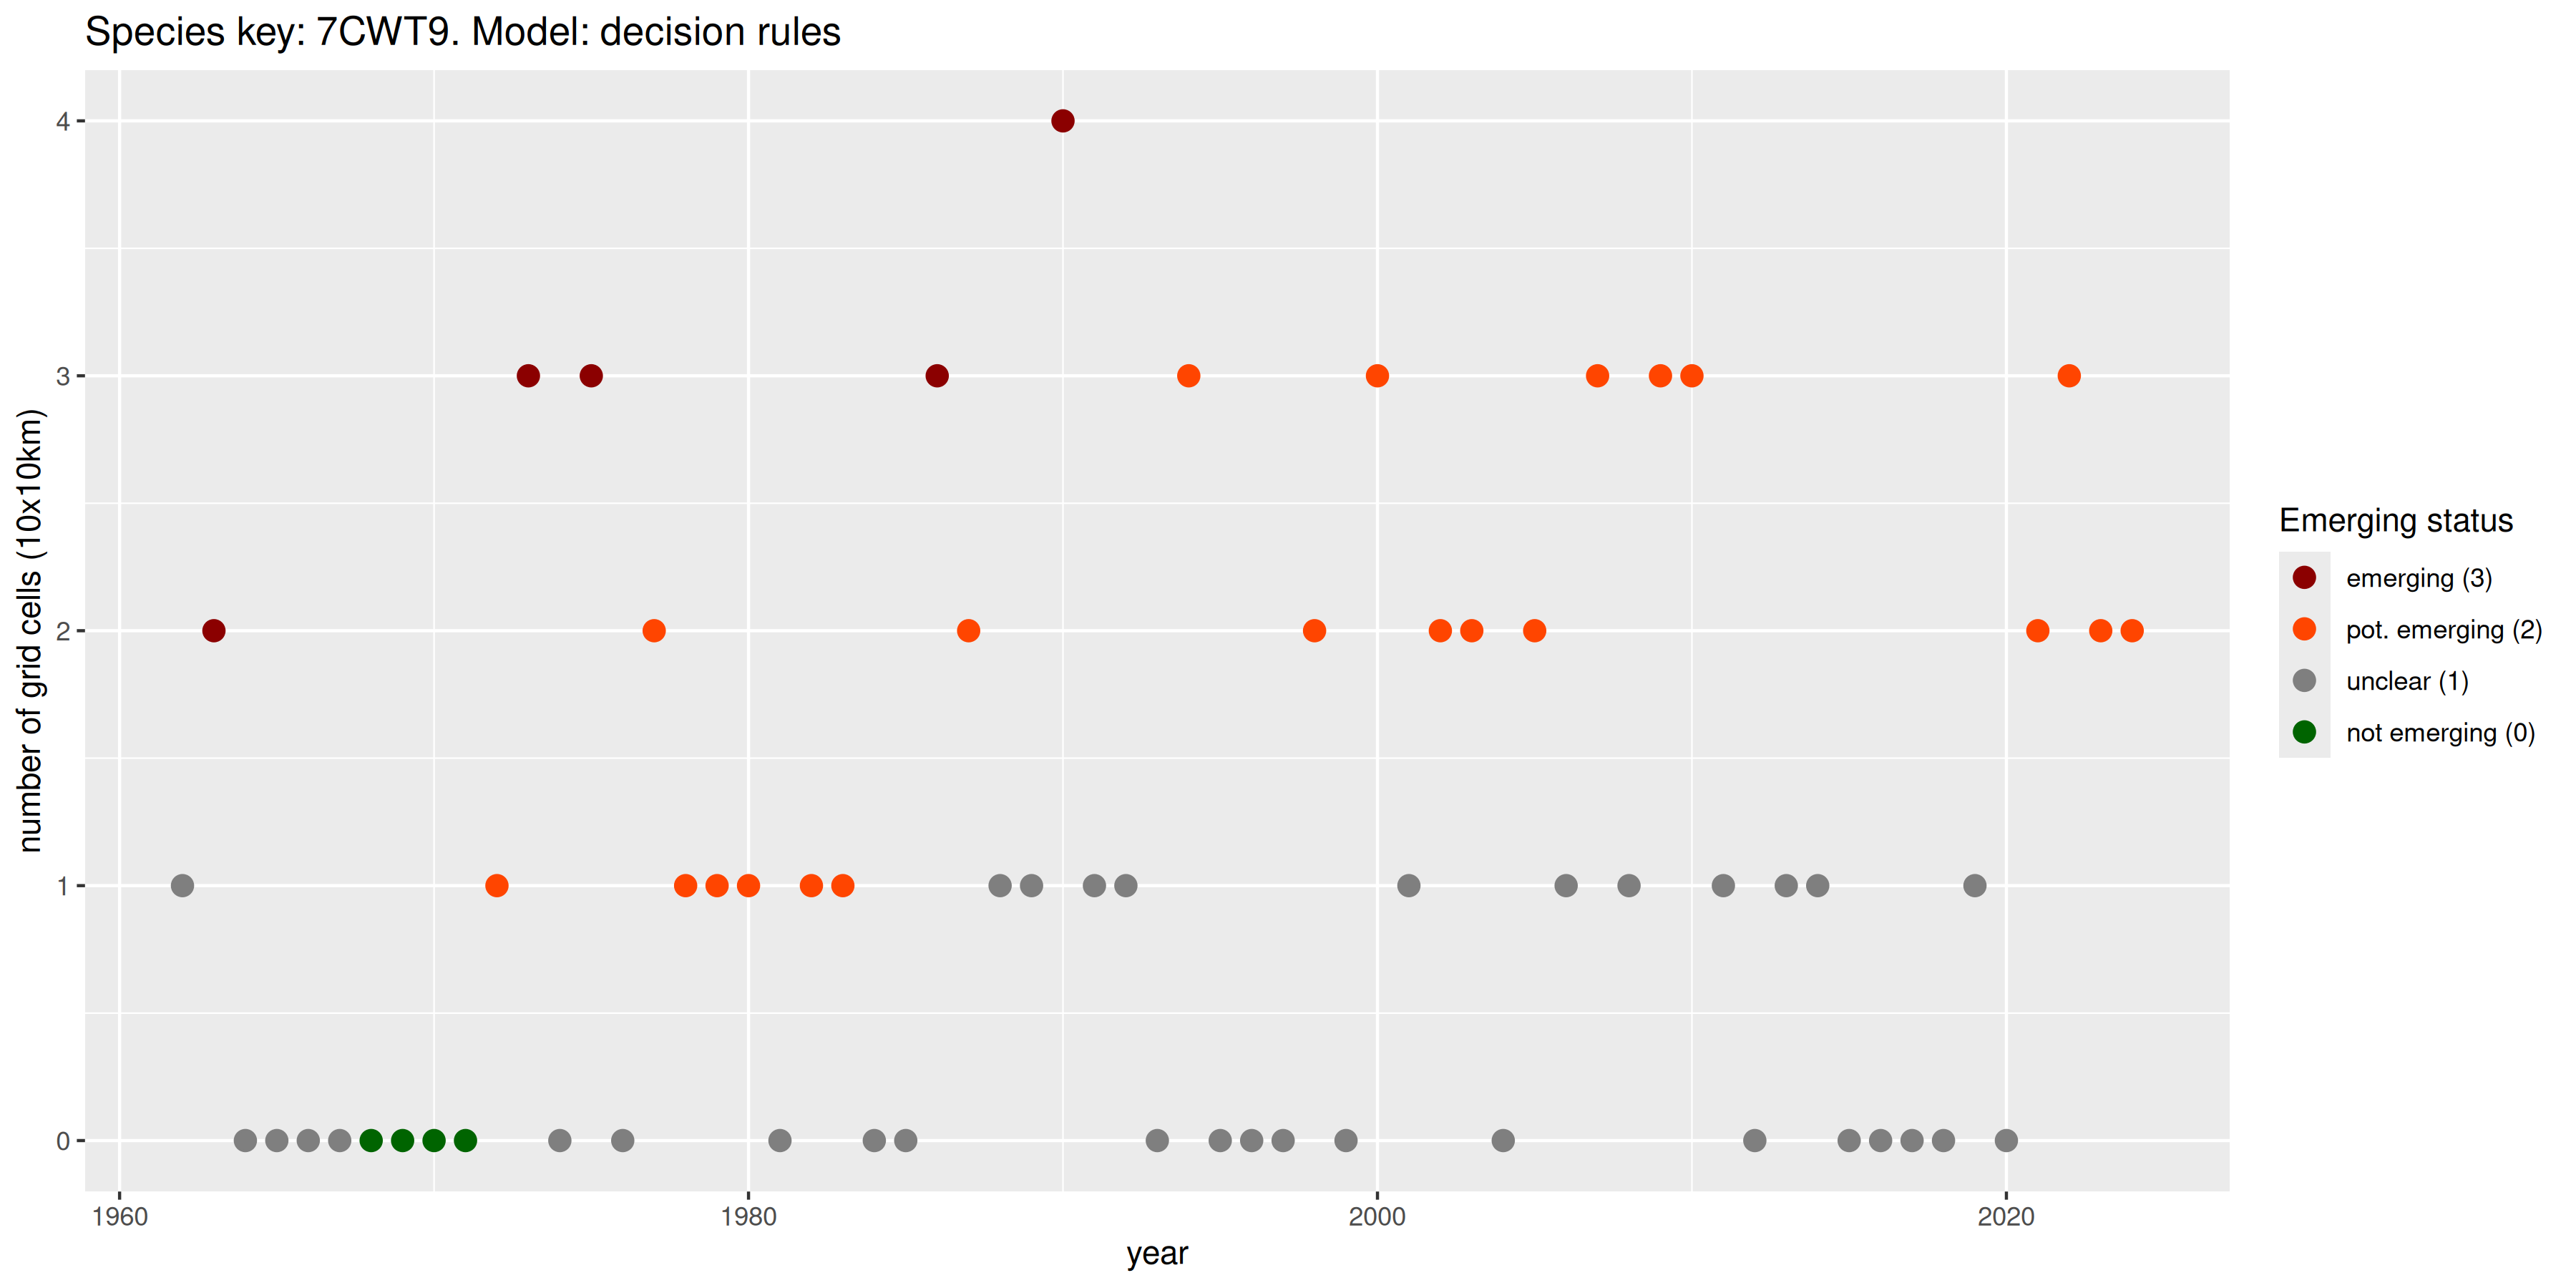 Species key: 7CWT9. Model: decision rules
number of grid cells (10x10km)
4
3
2
1
0
1960
1980
2000
2020
year
Emerging status
emerging (3)
pot. emerging (2)
unclear (1)
not emerging (0)